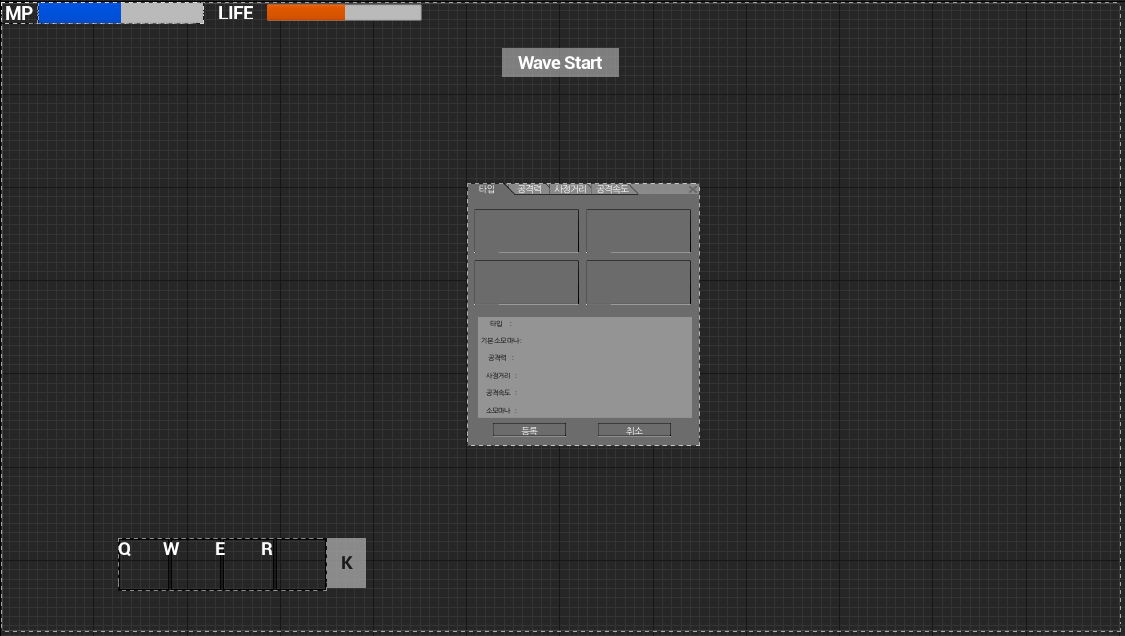 MP LIFE
Wave Start
타입 공격력 사정거리 공격속도
타입 :
기본소모마나:
공격력 :
사정거리 :
공격속도 :
소모마나 :
등록 취소
Q W E R
K